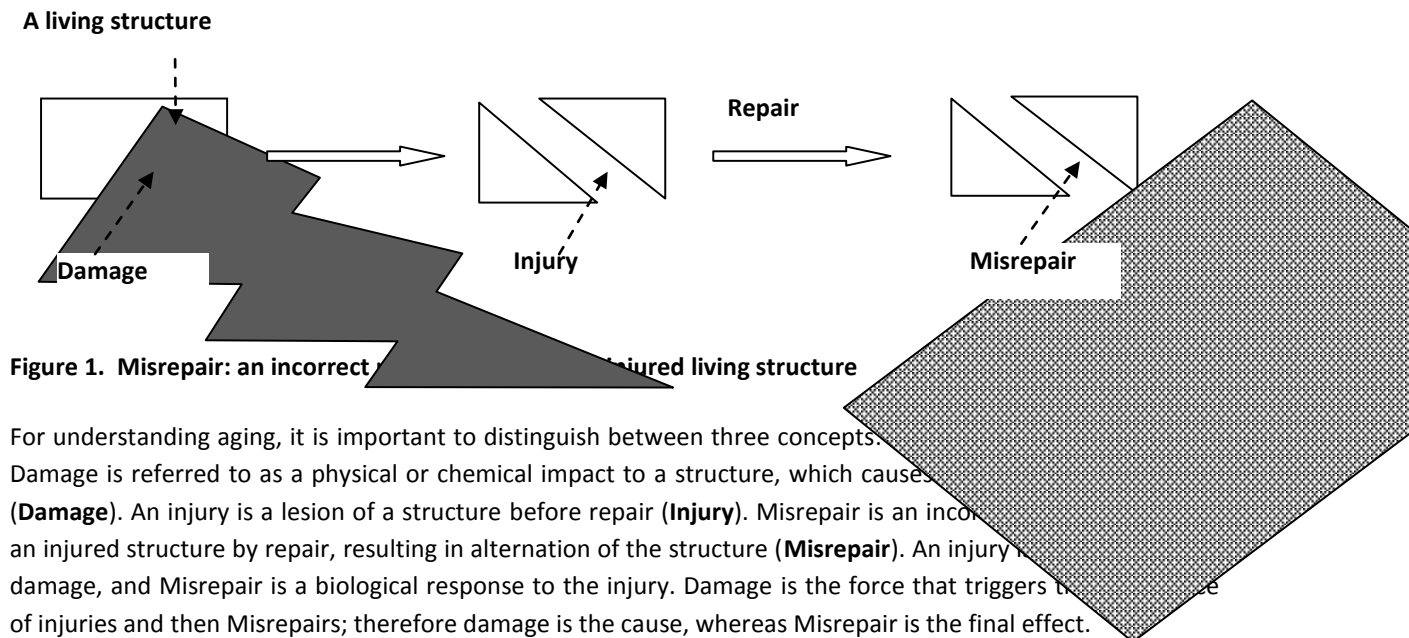 A living structure
Repair
Damage
Injury
Misrepair
Figure 1. Misrepair: an incorrect injured living structure
For understanding aging, it is important to distinguish between three concepts.
Damage is referred to as a physical or chemical impact to a structure, which causes
(Damage). An injury is a lesion of a structure before repair (Injury). Misrepair is an
an injured structure by repair, resulting in alternation of the structure (Misrepair). An injury
damage, and Misrepair is a biological response to the injury. Damage is the force that triggers
of injuries and then Misrepairs; therefore damage is the cause, whereas Misrepair is the final effect.